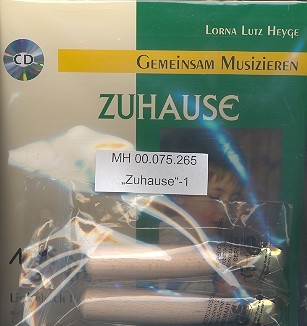 LORNA LUTZ HEYGE
CD
GEMEINSAM MUSIZIEREN
ZUHAUSE
MH 00.075.265
„Zuhause"-1